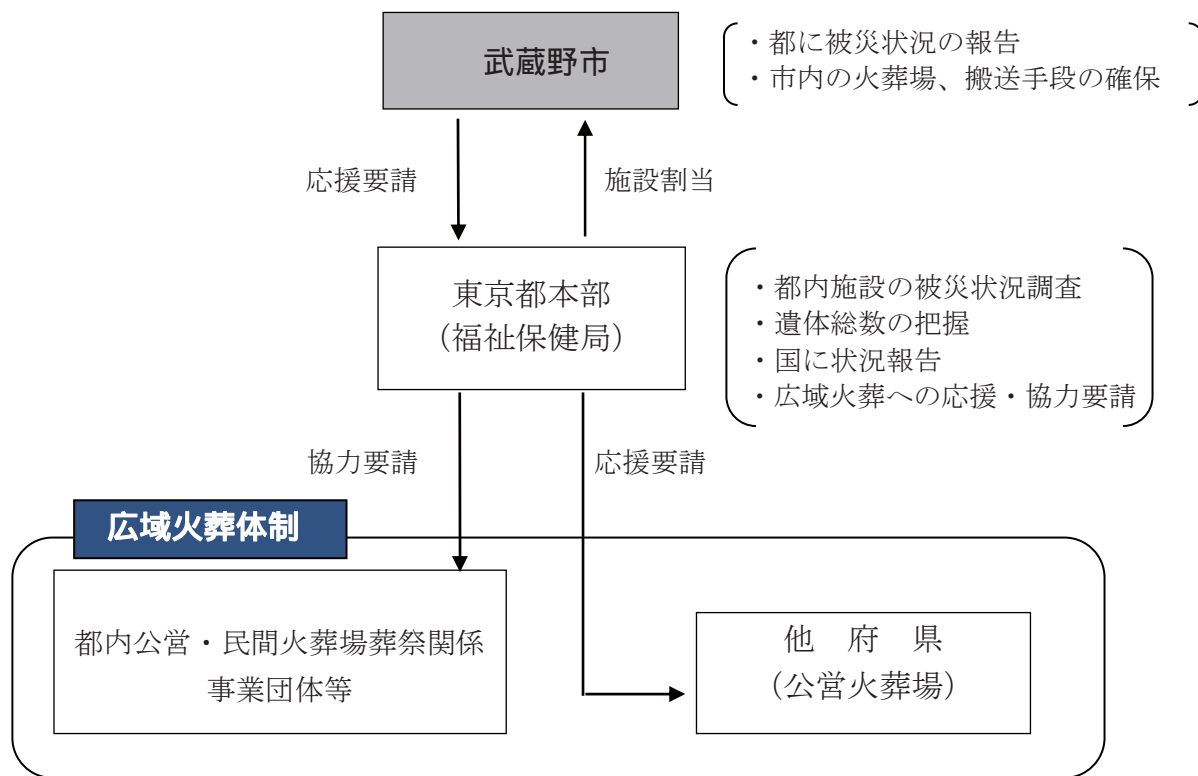 武蔵野市
・都に被災状況の報告
・市内の火葬場、搬送手段の確保
応援要請
施設割当
東京都本部
（福祉保健局）
・都内施設の被災状況調査
・遺体総数の把握
・国に状況報告
・広域火葬への応援・協力要請
協力要請
応援要請
広域火葬体制
都内公営・民間火葬場葬祭関係
事業団体等
他　府　県
（公営火葬場）